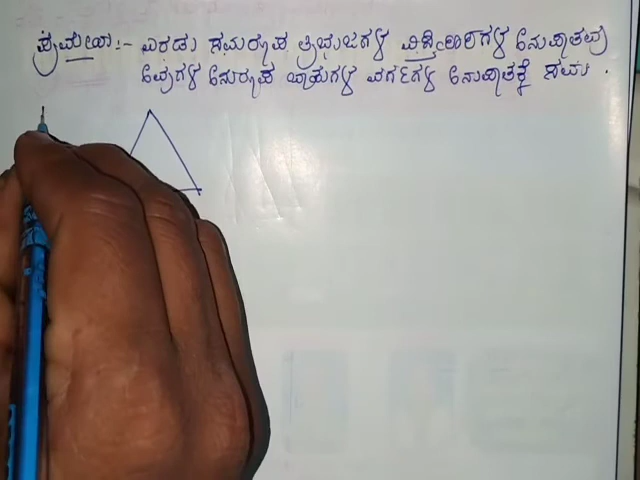 ಪ್ರಮೇಯ :- ಎರಡು ಸಮರೂಪ ತ್ರಿಭುಜಗಳ ವಿಸ್ತೀರ್ಣಗಳ ಅನುಪಾತವು
ಅವುಗಳ ಅನುರೂಪ ಬಾಹುಗಳ ವರ್ಗಗಳ ಅನುಪಾತಕ್ಕೆ ಸಮ .